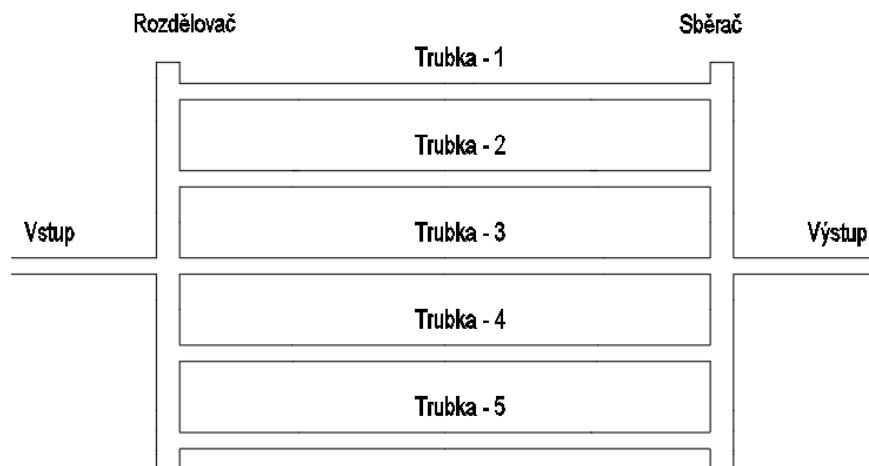 Rozdělovač
Sběrač
Trubka - 1
Trubka - 2
Vstup
Trubka - 3
Výstup
Trubka - 4
Trubka - 5